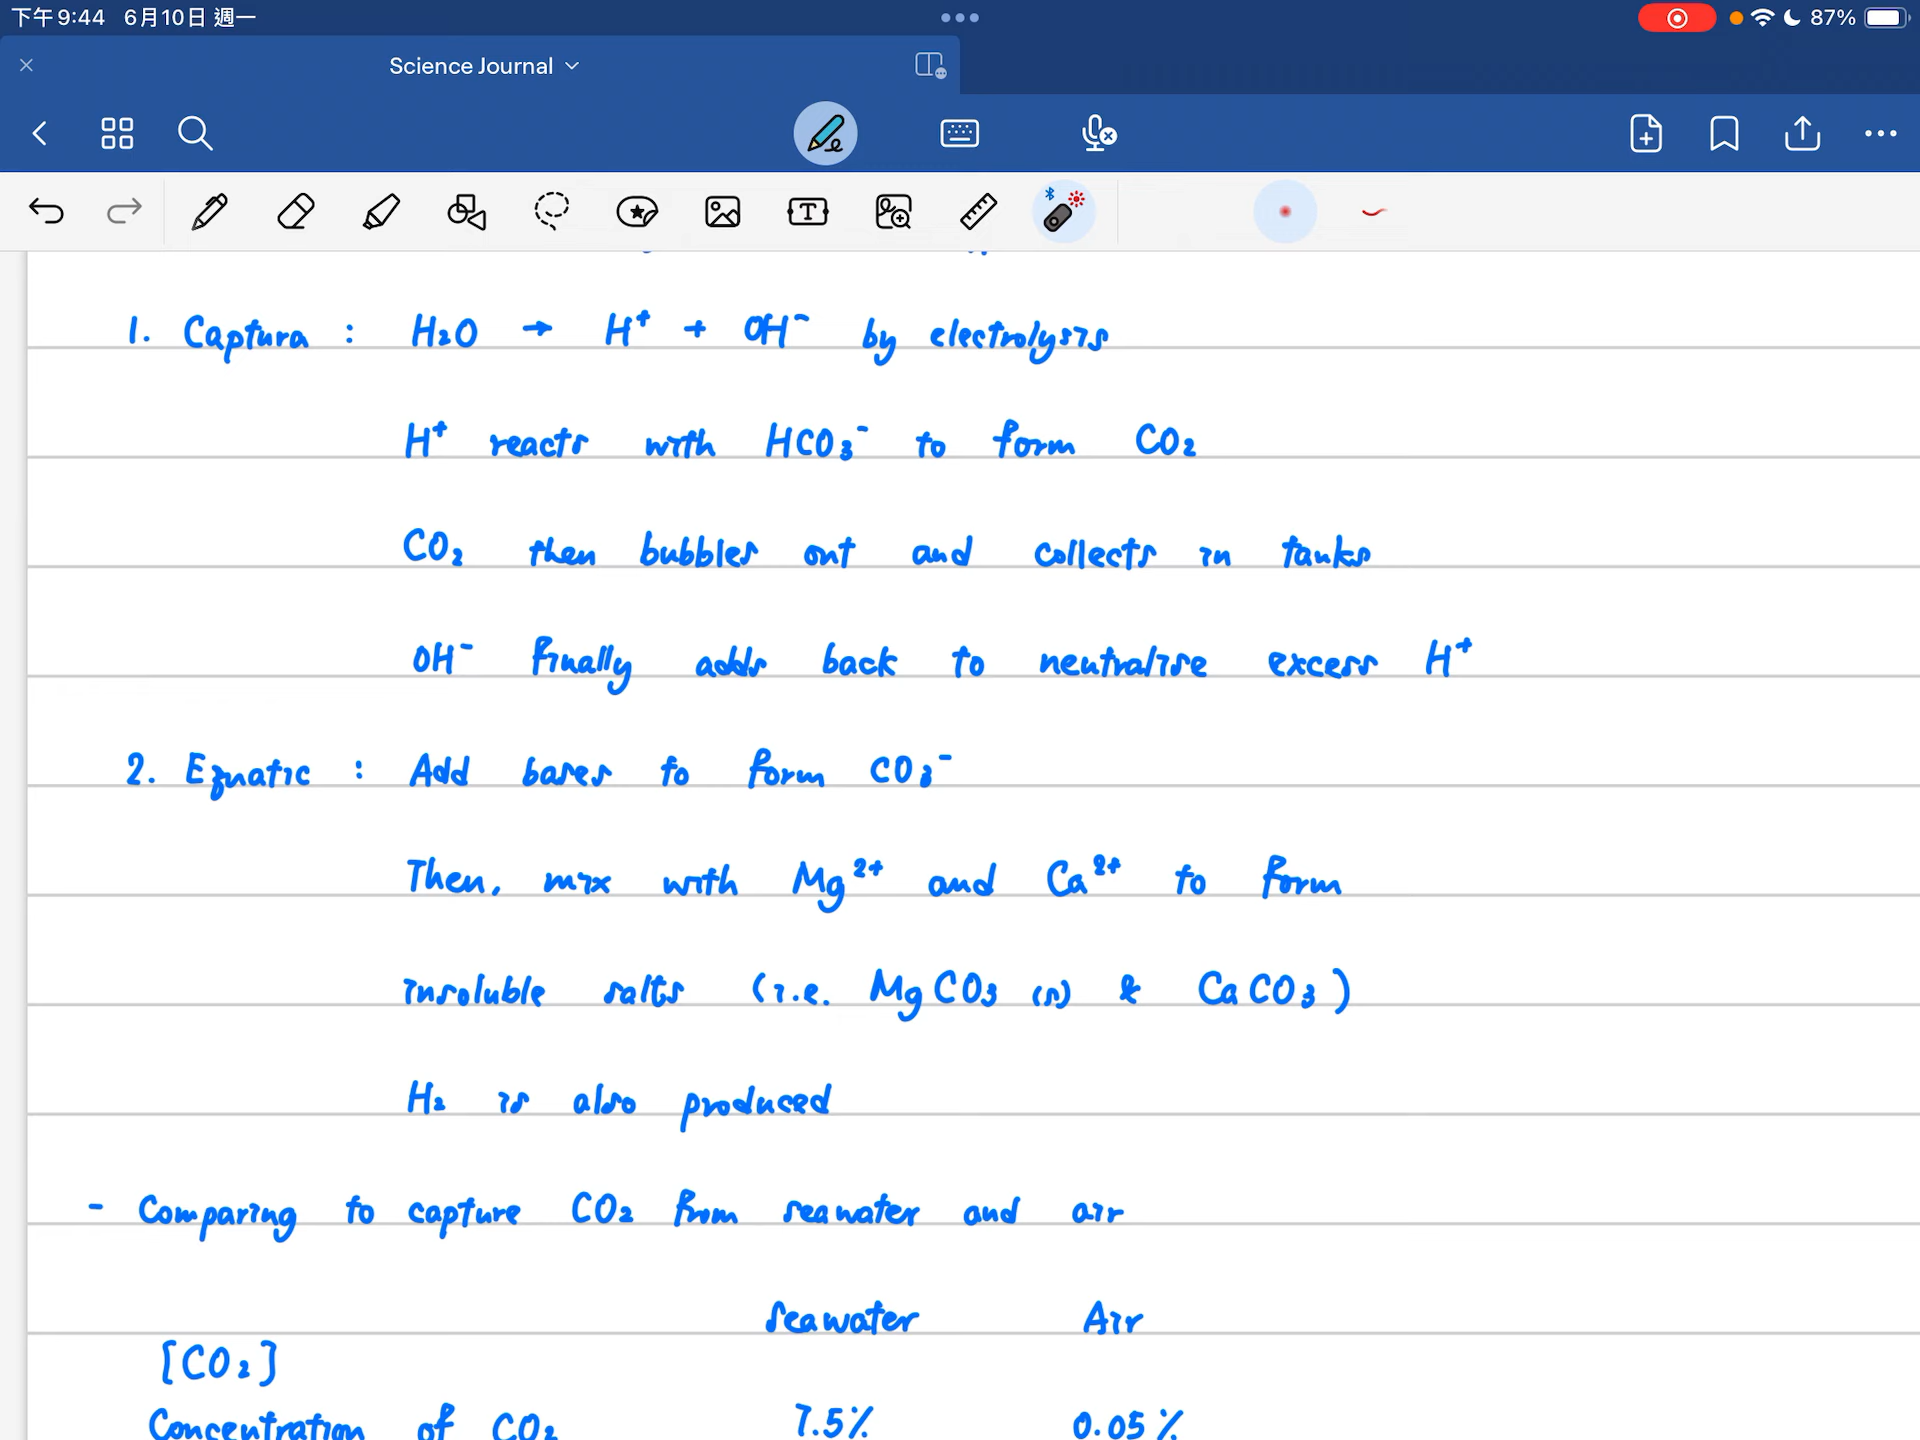 下午9:44 6月10日 週一
87%
Science Journal
1. Captura : H₂O → H⁺ + OH⁻ by electrolysis
H⁺ reacts with HCO₃⁻ to form CO₂
CO₂ then bubbles out and collects in tanks
OH⁻ finally adds back to neutralise excess H⁺
2. Equatic : Add bases to form CO₃⁻
Then, mix with Mg²⁺ and Ca²⁺ to form
insoluble salts (i.e. MgCO₃ (s) & CaCO₃)
H₂ is also produced
- Comparing to capture CO₂ from seawater and air
Seawater Air
[CO₂]
Concentration of CO₂ 7.5% 0.05%